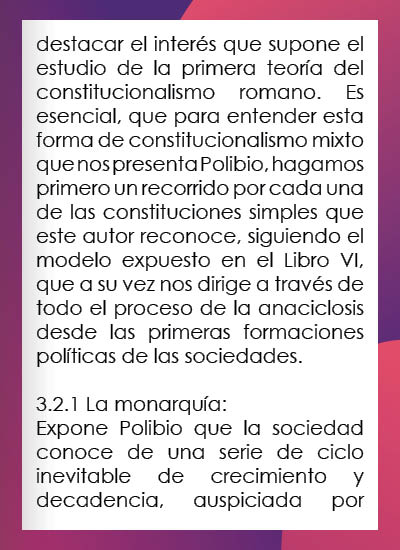 destacar el interés que supone el
estudio de la primera teoría del
constitucionalismo romano. Es
esencial, que para entender esta
forma de constitucionalismo mixto
que nos presenta Polibio, hagamos
primero un recorrido por cada una
de las constituciones simples que
este autor reconoce, siguiendo el
modelo expuesto en el Libro VI,
que a su vez nos dirige a través de
todo el proceso de la anaciclosis
desde las primeras formaciones
políticas de las sociedades.

3.2.1 La monarquía:
Expone Polibio que la sociedad
conoce de una serie de ciclo
inevitable de crecimiento y
decadencia, auspiciada por